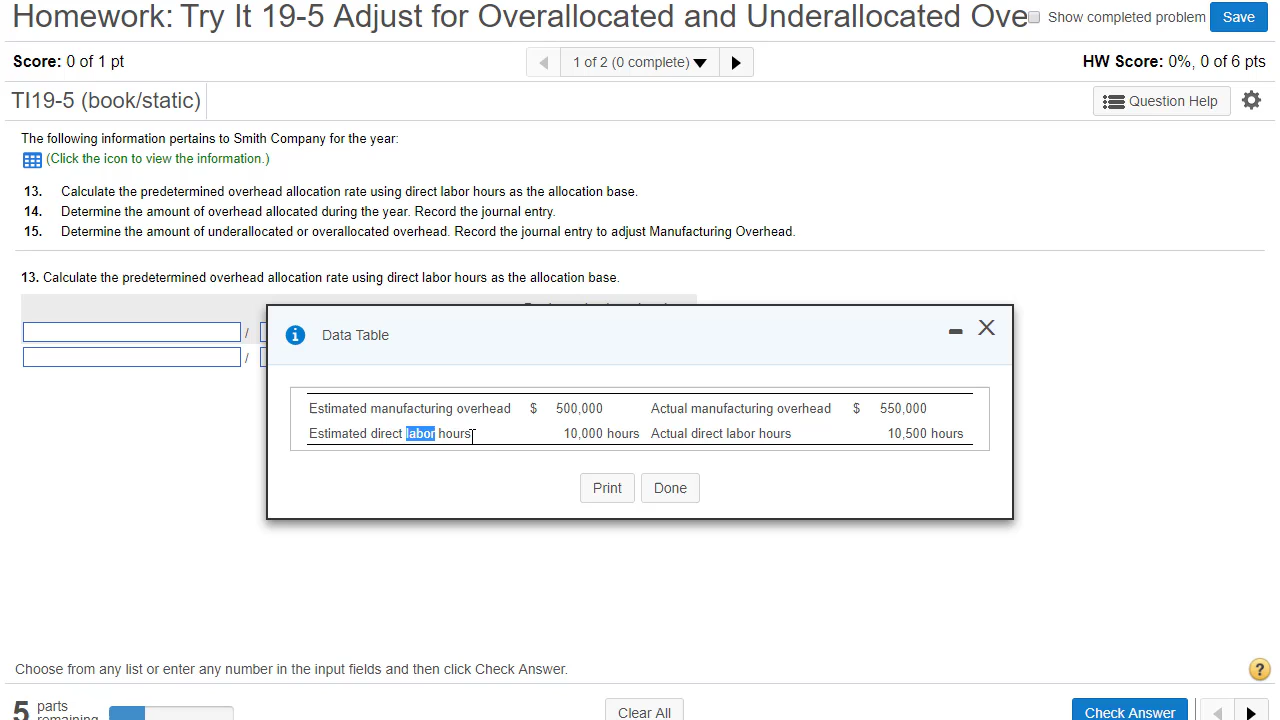 Homework: Try It 19-5 Adjust for Overallocated and Underallocated Ove
Show completed problem
Save
Score: 0 of 1 pt
1 of 2 (0 complete)
HW Score: 0%, 0 of 6 pts
TI19-5 (book/static)
Question Help
The following information pertains to Smith Company for the year:
(Click the icon to view the information.)
13. Calculate the predetermined overhead allocation rate using direct labor hours as the allocation base.
14. Determine the amount of overhead allocated during the year. Record the journal entry.
15. Determine the amount of underallocated or overallocated overhead. Record the journal entry to adjust Manufacturing Overhead.
13. Calculate the predetermined overhead allocation rate using direct labor hours as the allocation base.
/
/
Data Table
Estimated manufacturing overhead $ 500,000 Actual manufacturing overhead $ 550,000
Estimated direct labor hours 10,000 hours Actual direct labor hours 10,500 hours
Print Done
Choose from any list or enter any number in the input fields and then click Check Answer.
?
5 parts
remaining
Clear All
Check Answer